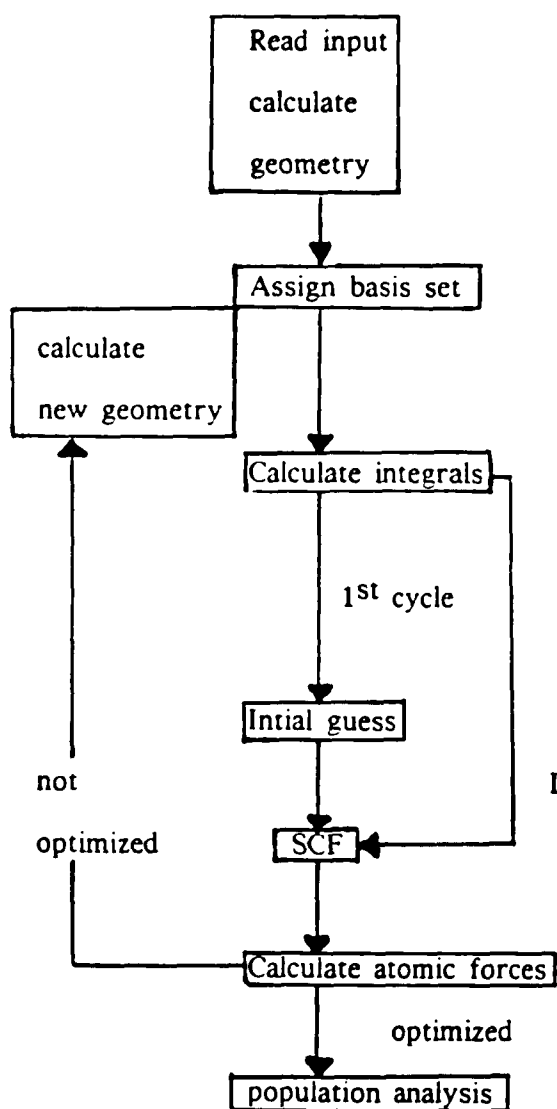 Read input
calculate
geometry
Assign basis set
calculate
new geometry
Calculate integrals
1st cycle
Intial guess
not
optimized
SCF
Calculate atomic forces
optimized
population analysis